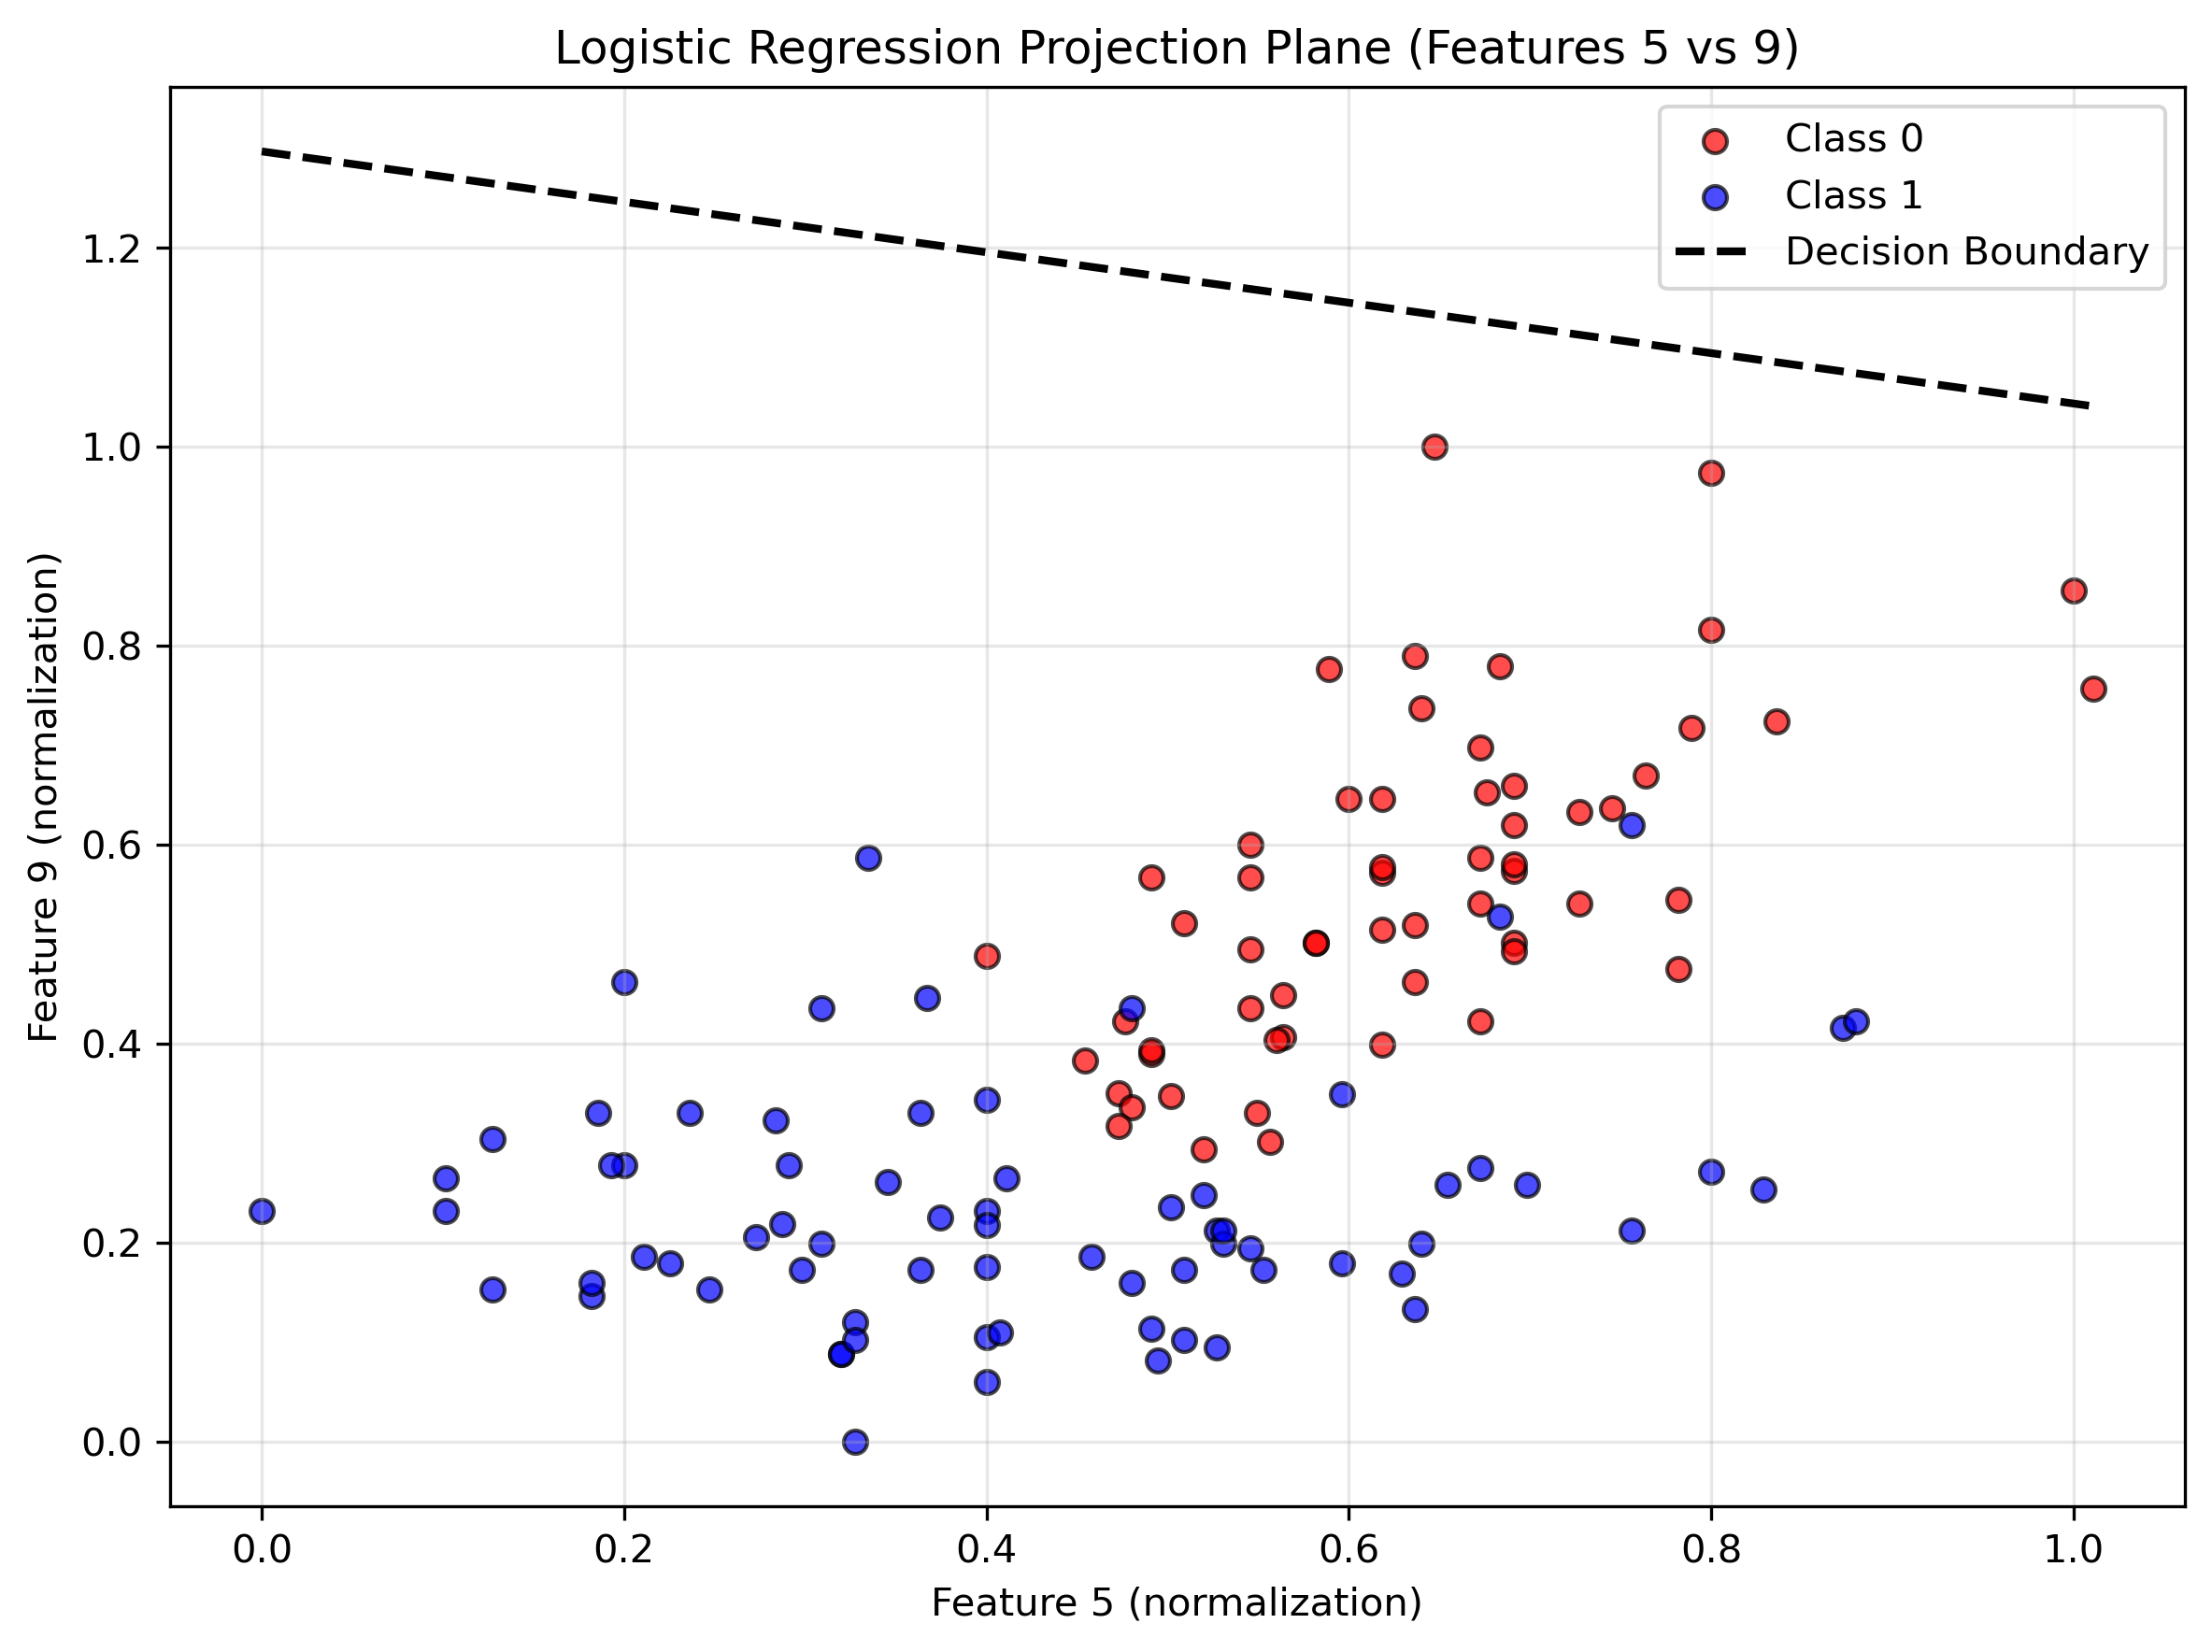 Logistic Regression Projection Plane (Features 5 vs 9)
Class 0
Class 1
Decision Boundary
Feature 9 (normalization)
1.2
1.0
0.8
0.6
0.4
0.2
0.0
0.0 0.2 0.4 0.6 0.8 1.0
Feature 5 (normalization)